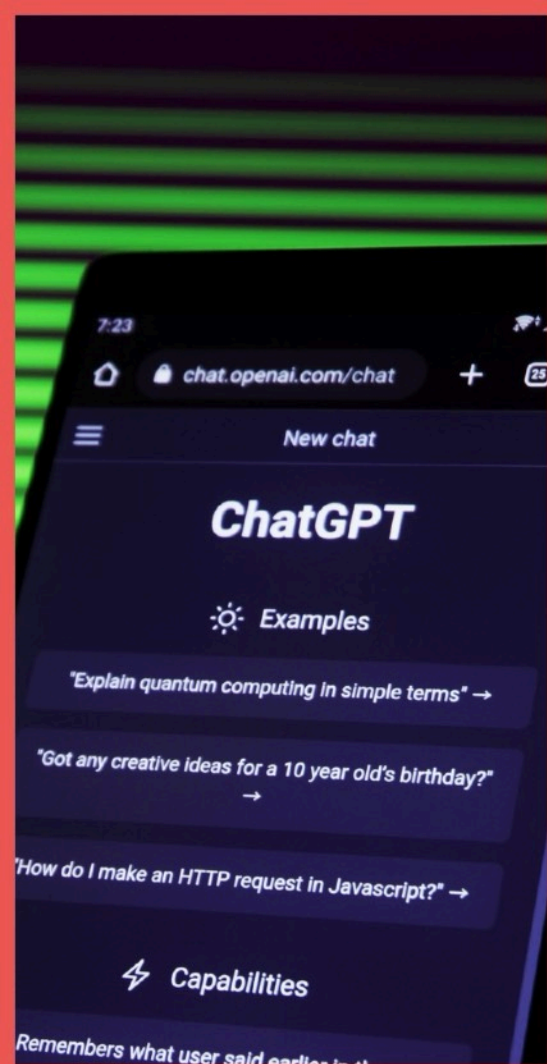 7:23
chat.openai.com/chat
25
New chat
ChatGPT
Examples
"Explain quantum computing in simple terms" →
"Got any creative ideas for a 10 year old's birthday?"
→
"How do I make an HTTP request in Javascript?" →
Capabilities
Remembers what user said earlier in